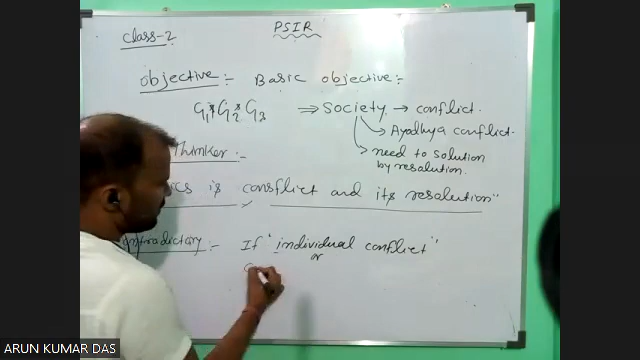 PSIR
Class-2
Objective :- Basic objective :-
G1 G2 G3 ⇒ Society → conflict.
→ Ayodhya conflict.
→ need to solution
by resolution.
Thinker :-
is conflict and its resolution"
If "individual conflict"
or
ARUN KUMAR DAS